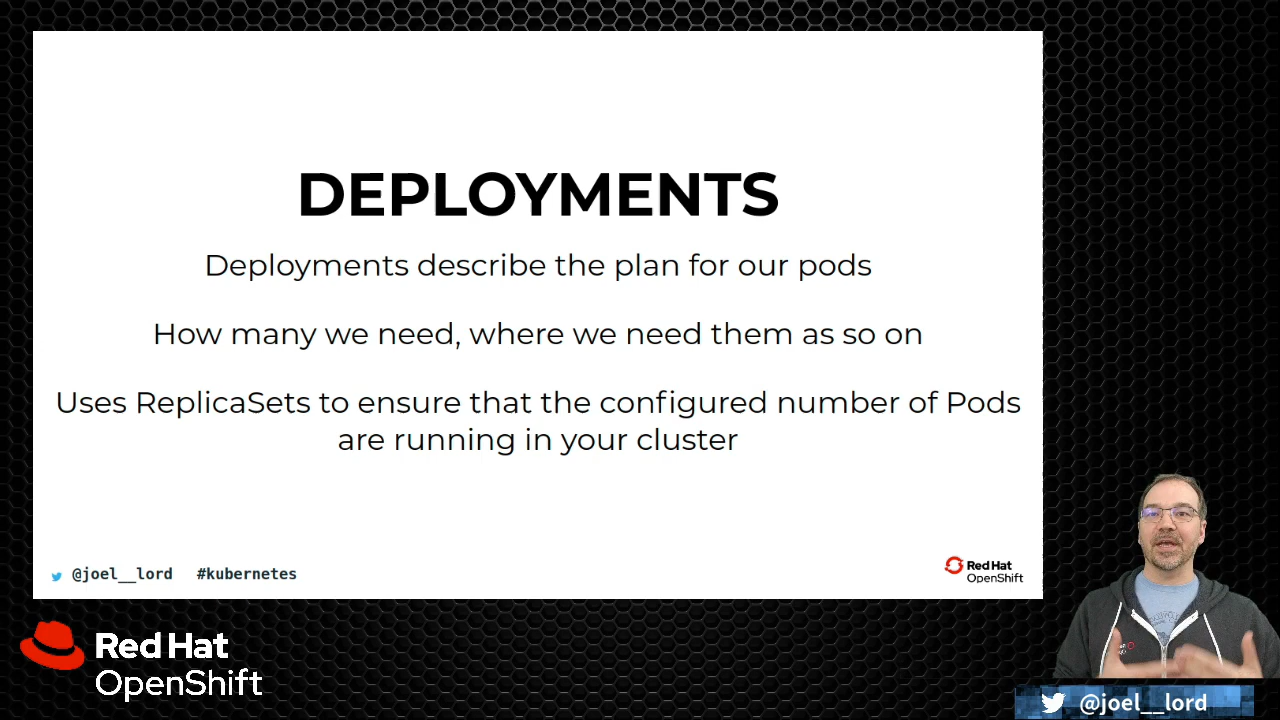 DEPLOYMENTS
Deployments describe the plan for our pods
How many we need, where we need them as so on
Uses ReplicaSets to ensure that the configured number of Pods
are running in your cluster
@joel__lord #kubernetes
Red Hat
OpenShift
Red Hat
OpenShift
@joel__lord